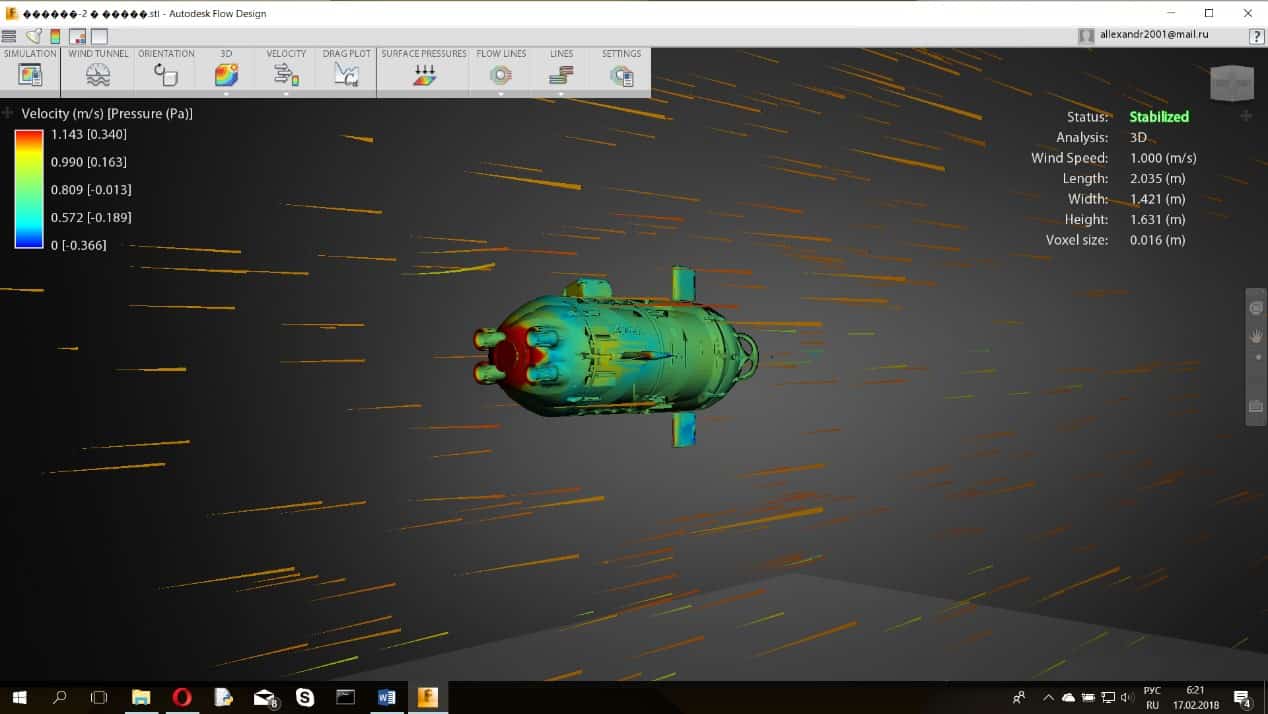 ������-2 � �����.stl - Autodesk Flow Design
allexandr2001@mail.ru
?
SIMULATION WIND TUNNEL ORIENTATION 3D VELOCITY DRAG PLOT SURFACE PRESSURES FLOW LINES LINES SETTINGS
Velocity (m/s) [Pressure (Pa)]
1.143 [0.340]
0.990 [0.163]
0.809 [-0.013]
0.572 [-0.189]
0 [-0.366]
Status: Stabilized
Analysis: 3D
Wind Speed: 1.000 (m/s)
Length: 2.035 (m)
Width: 1.421 (m)
Height: 1.631 (m)
Voxel size: 0.016 (m)
8
РУС
RU
6:21
17.02.2018
4